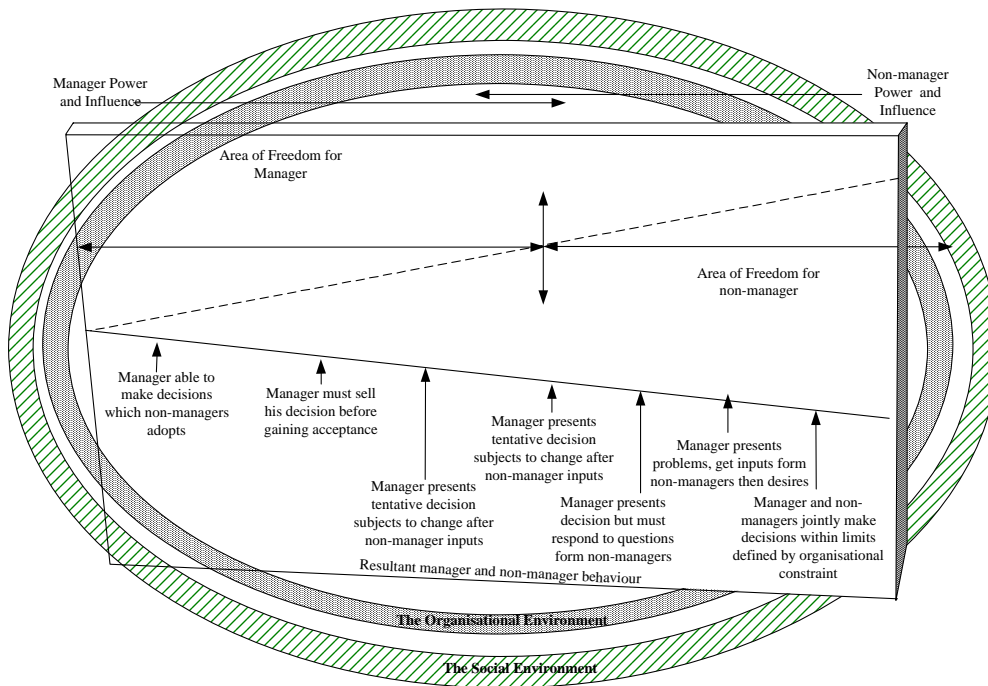 Manager Power
and Influence
Non-manager
Power and
Influence
Area of Freedom for
Manager
Area of Freedom for
non-manager
Manager able to
make decisions
which non-managers
adopts
Manager must sell
his decision before
gaining acceptance
Manager presents
tentative decision
subjects to change after
non-manager inputs
Manager presents
tentative decision
subjects to change after
non-manager inputs
Manager presents
decision but must
respond to questions
form non-managers
Manager presents
problems, get inputs form
non-managers then desires
Manager and non-
managers jointly make
decisions within limits
defined by organisational
constraint
Resultant manager and non-manager behaviour
The Organisational Environment
The Social Environment